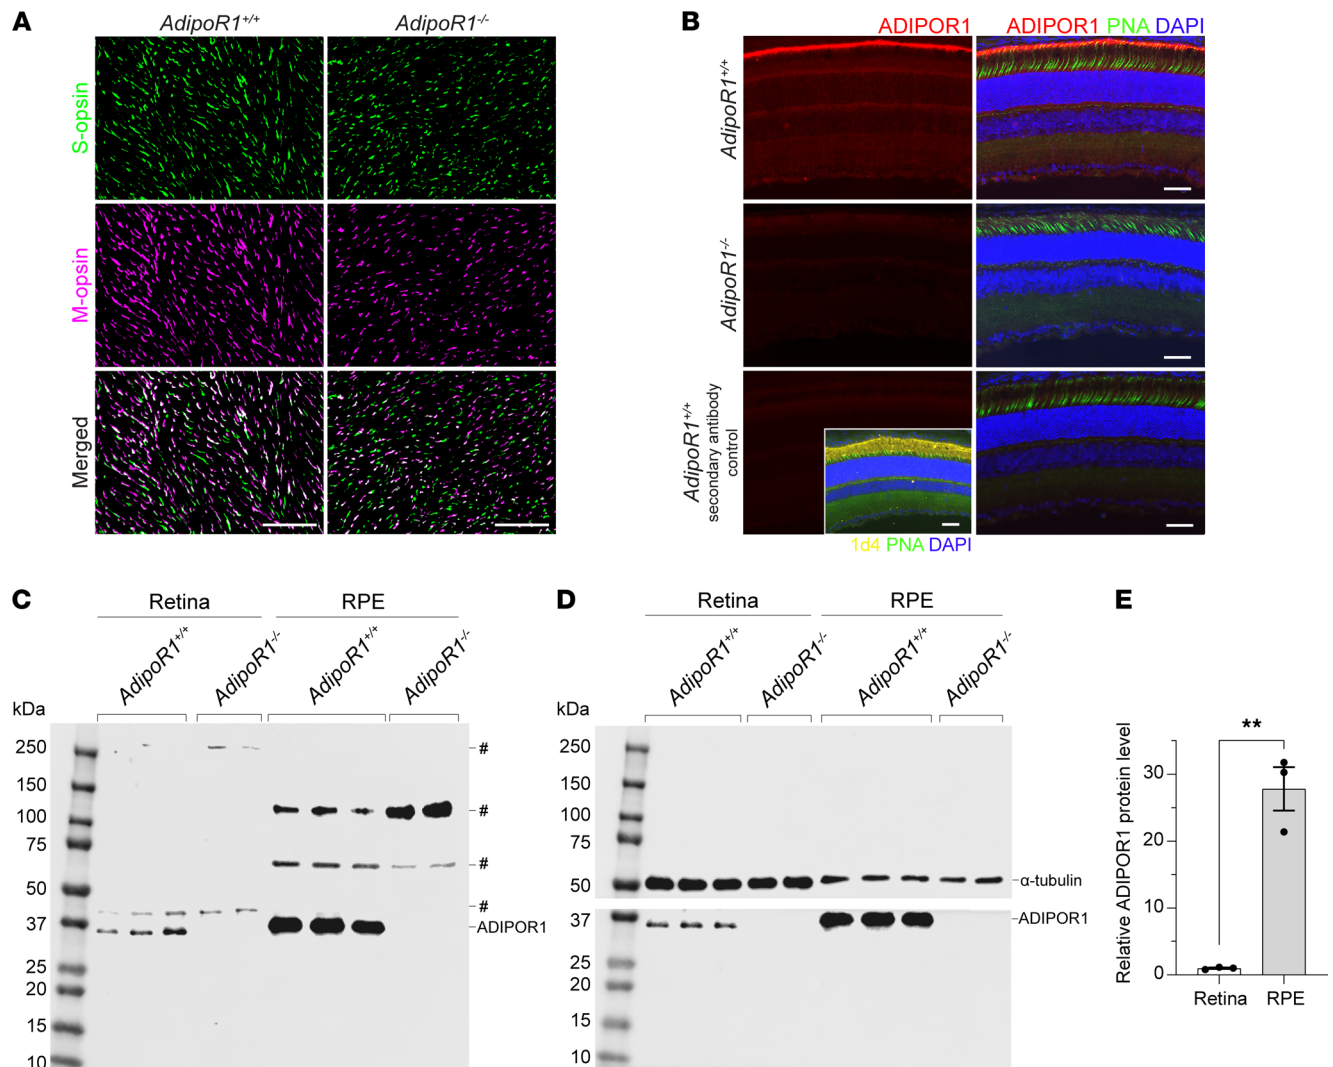 A
AdipoR1+/+
AdipoR1-/-
S-opsin
M-opsin
Merged
B
ADIPOR1
ADIPOR1 PNA DAPI
AdipoR1+/+
AdipoR1-/-
AdipoR1+/+
secondary antibody
control
1d4 PNA DAPI
C
Retina
RPE
AdipoR1+/+
AdipoR1-/-
AdipoR1+/+
AdipoR1-/-
kDa
250
150
100
75
50
37
25
20
15
10
#
#
#
#
ADIPOR1
D
Retina
RPE
AdipoR1+/+
AdipoR1-/-
AdipoR1+/+
AdipoR1-/-
kDa
250
150
100
75
50
37
25
20
15
10
α-tubulin
ADIPOR1
E
Relative ADIPOR1 protein level
30
20
10
0
**
Retina
RPE